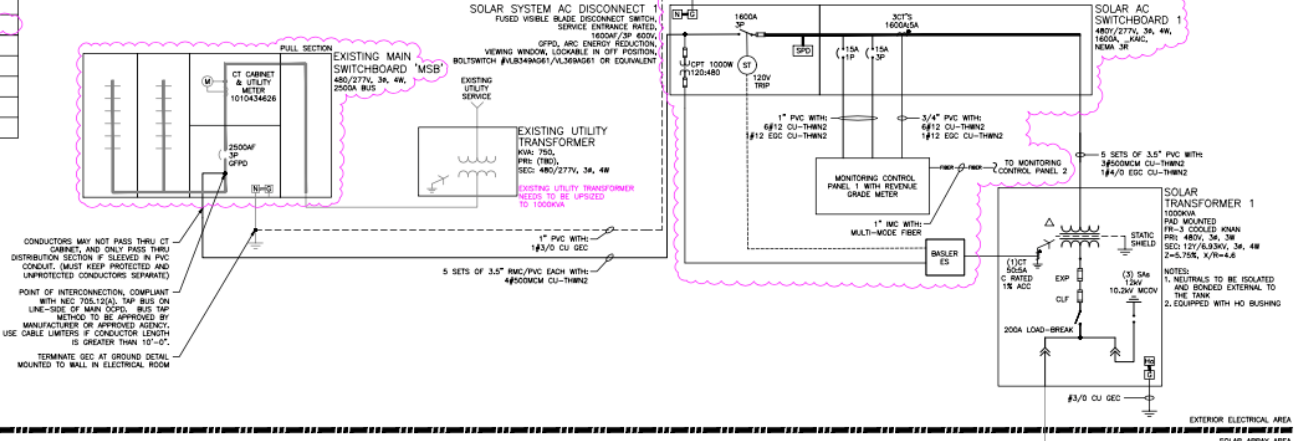 SOLAR SYSTEM AC DISCONNECT 1
FUSED VISIBLE BLADE DISCONNECT SWITCH,
SERVICE ENTRANCE RATED,
1600AF/3P 600V,
GFPD, ARC ENERGY REDUCTION,
VIEWING WINDOW, LOCKABLE IN OFF POSITION,
BOLTSWITCH #VLB349AG61/VL369AG61 OR EQUIVALENT
N G
1600A
3P
3CT'S
1600A:5A
SOLAR AC
SWITCHBOARD 1
480Y/277V, 3ø, 4W,
1600A, _KAIC,
NEMA 3R
SPD
15A
1P
15A
3P
CPT 1000W
120:480
ST
120V
TRIP
PULL SECTION
EXISTING MAIN
SWITCHBOARD 'MSB'
480/277V, 3ø, 4W,
2500A BUS
M
CT CABINET
& UTILITY
METER
1010434626
2500AF
3P
GFPD
N G
EXISTING
UTILITY
SERVICE
EXISTING UTILITY
TRANSFORMER
KVA: 750,
PRI: (TBD),
SEC: 480/277V, 3ø, 4W
EXISTING UTILITY TRANSFORMER
NEEDS TO BE UPSIZED
TO 1000KVA
1" PVC WITH:
6#12 CU-THWN2
1#12 EGC CU-THWN2
3/4" PVC WITH:
6#12 CU-THWN2
1#12 EGC CU-THWN2
MONITORING CONTROL
PANEL 1 WITH REVENUE
GRADE METER
FIBER
FIBER
TO MONITORING
CONTROL PANEL 2
1" IMC WITH:
MULTI-MODE FIBER
5 SETS OF 3.5" PVC WITH:
3#500MCM CU-THWN2
1#4/0 EGC CU-THWN2
SOLAR
TRANSFORMER 1
1000KVA
PAD MOUNTED
FR-3 COOLED KNAN
PRI: 480V, 3ø, 3W
SEC: 12Y/6.93KV, 3ø, 4W
Z=5.75%, X/R=4.6
NOTES:
1. NEUTRALS TO BE ISOLATED
AND BONDED EXTERNAL TO
THE TANK
2. EQUIPPED WITH HO BUSHING
STATIC
SHIELD
BASLER
ES
(1)CT
50:5A
C RATED
1% ACC
EXP
CLF
(3) SAs
12kV
10.2kV MCOV
200A LOAD-BREAK
G
#3/0 CU GEC
1" PVC WITH:
1#3/0 CU GEC
5 SETS OF 3.5" RMC/PVC EACH WITH:
4#500MCM CU-THWN2
CONDUCTORS MAY NOT PASS THRU CT
CABINET, AND ONLY PASS THRU
DISTRIBUTION SECTION IF SLEEVED IN PVC
CONDUIT. (MUST KEEP PROTECTED AND
UNPROTECTED CONDUCTORS SEPARATE)
POINT OF INTERCONNECTION, COMPLIANT
WITH NEC 705.12(A). TAP BUS ON
LINE-SIDE OF MAIN OCPD. BUS TAP
METHOD TO BE APPROVED BY
MANUFACTURER OR APPROVED AGENCY.
USE CABLE LIMITERS IF CONDUCTOR LENGTH
IS GREATER THAN 10'-0".
TERMINATE GEC AT GROUND DETAIL
MOUNTED TO WALL IN ELECTRICAL ROOM
EXTERIOR ELECTRICAL AREA
SOLAR ARRAY AREA